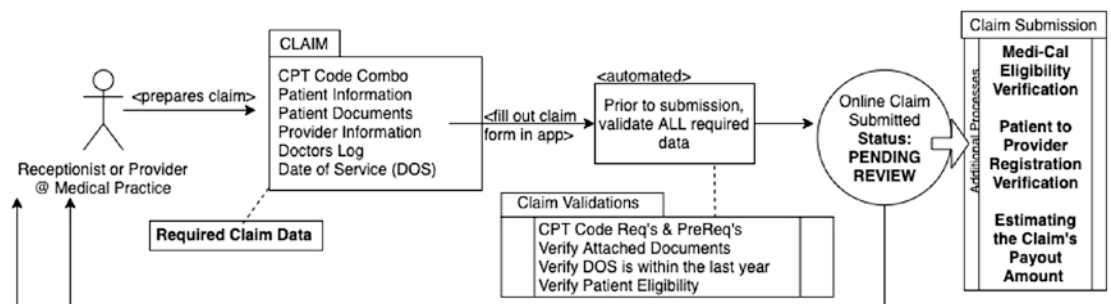 Claim Submission
CLAIM
CPT Code Combo
Patient Information
Patient Documents
Provider Information
Doctors Log
Date of Service (DOS)
<prepares claim>
Receptionist or Provider
@ Medical Practice
Required Claim Data
<fill out claim
form in app>
<automated>
Prior to submission,
validate ALL required
data
Claim Validations
CPT Code Req's & PreReq's
Verify Attached Documents
Verify DOS is within the last year
Verify Patient Eligibility
Online Claim
Submitted
Status:
PENDING
REVIEW
Additional Processes
Medi-Cal
Eligibility
Verification
Patient to
Provider
Registration
Verification
Estimating
the Claim's
Payout
Amount